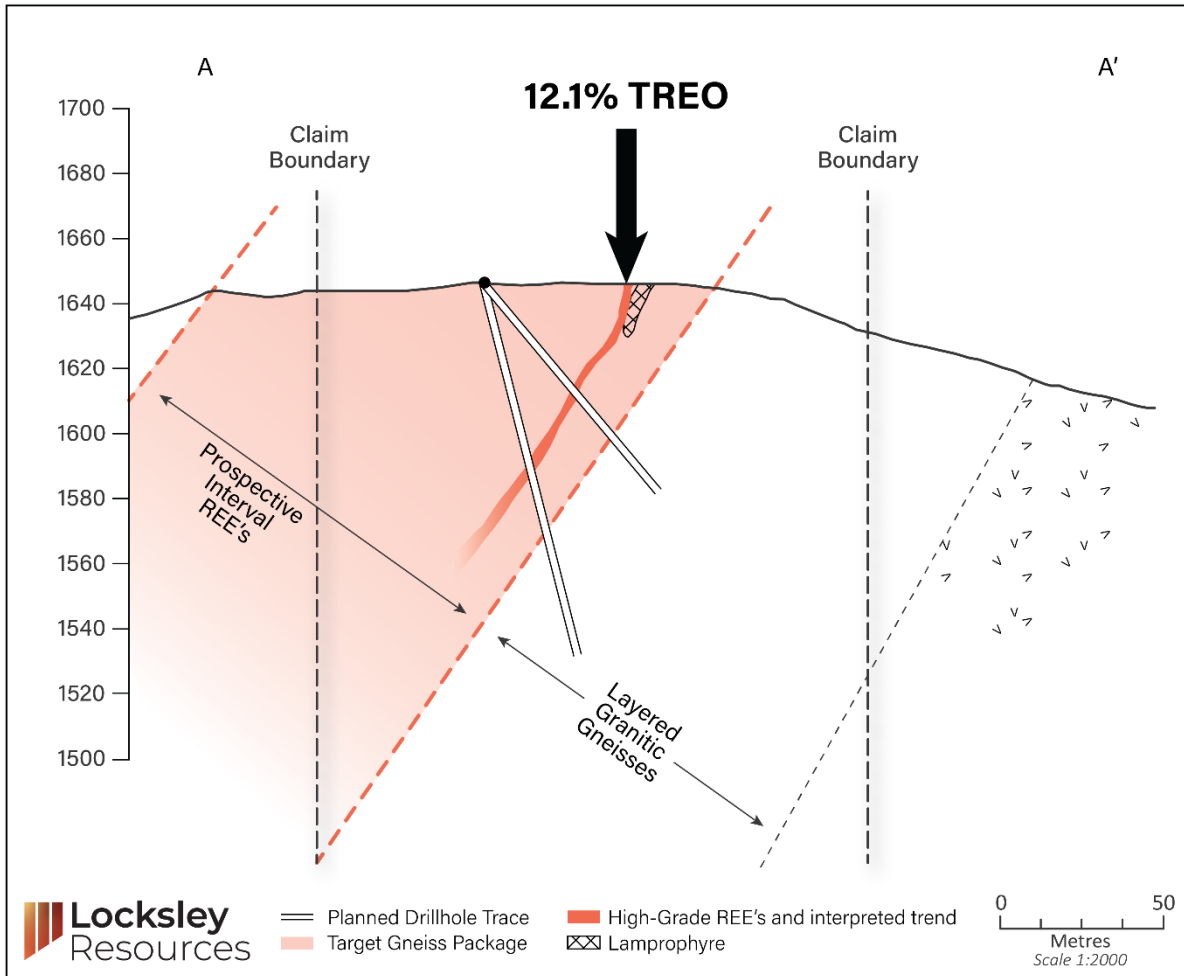 A
A'
12.1% TREO
Claim
Boundary
Claim
Boundary
1700
1680
1660
1640
1620
1600
1580
1560
1540
1520
1500
Prospective
Interval
REE's
Layered
Granitic
Gneisses
Locksley
Resources
Planned Drillhole Trace
Target Gneiss Package
High-Grade REE's and interpreted trend
Lamprophyre
0 50
Metres
Scale 1:2000